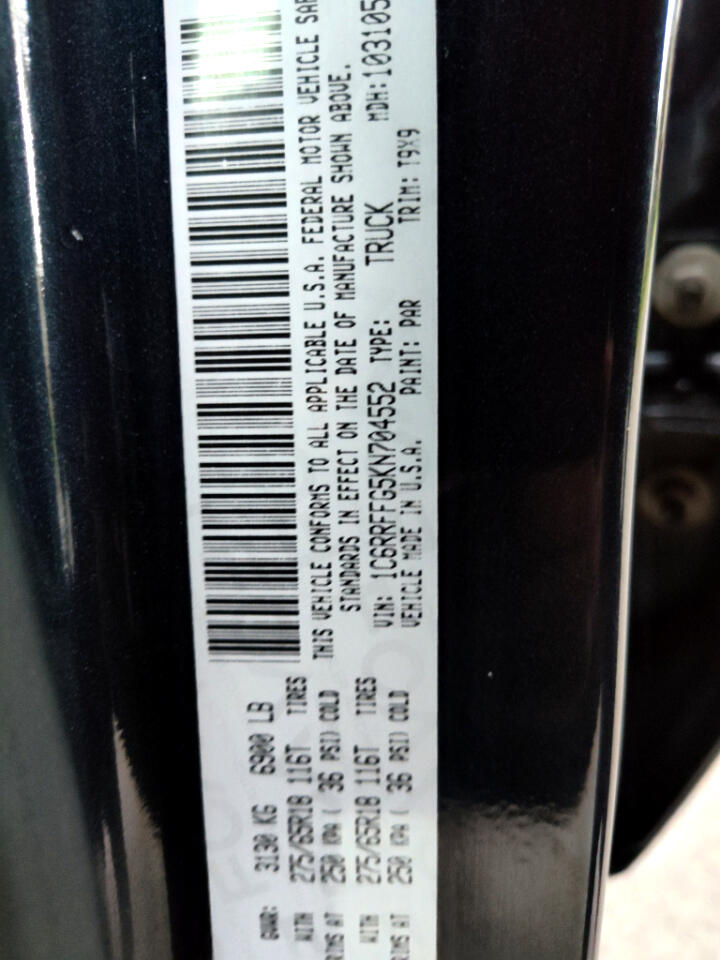 GVWR: 3130 KG 6900 LB
WITH 275/65R18 116T TIRES
RIMS AT 250 KPA ( 36 PSI) COLD
WITH 275/65R18 116T TIRES
RIMS AT 250 KPA ( 36 PSI) COLD
THIS VEHICLE CONFORMS TO ALL APPLICABLE U.S.A. FEDERAL MOTOR VEHICLE SAF
STANDARDS IN EFFECT ON THE DATE OF MANUFACTURE SHOWN ABOVE.
VIN: 1C6RRFFG5KN704552 TYPE: TRUCK MDH: 103105
VEHICLE MADE IN U.S.A. PAINT: PAR TRIM: T9X9